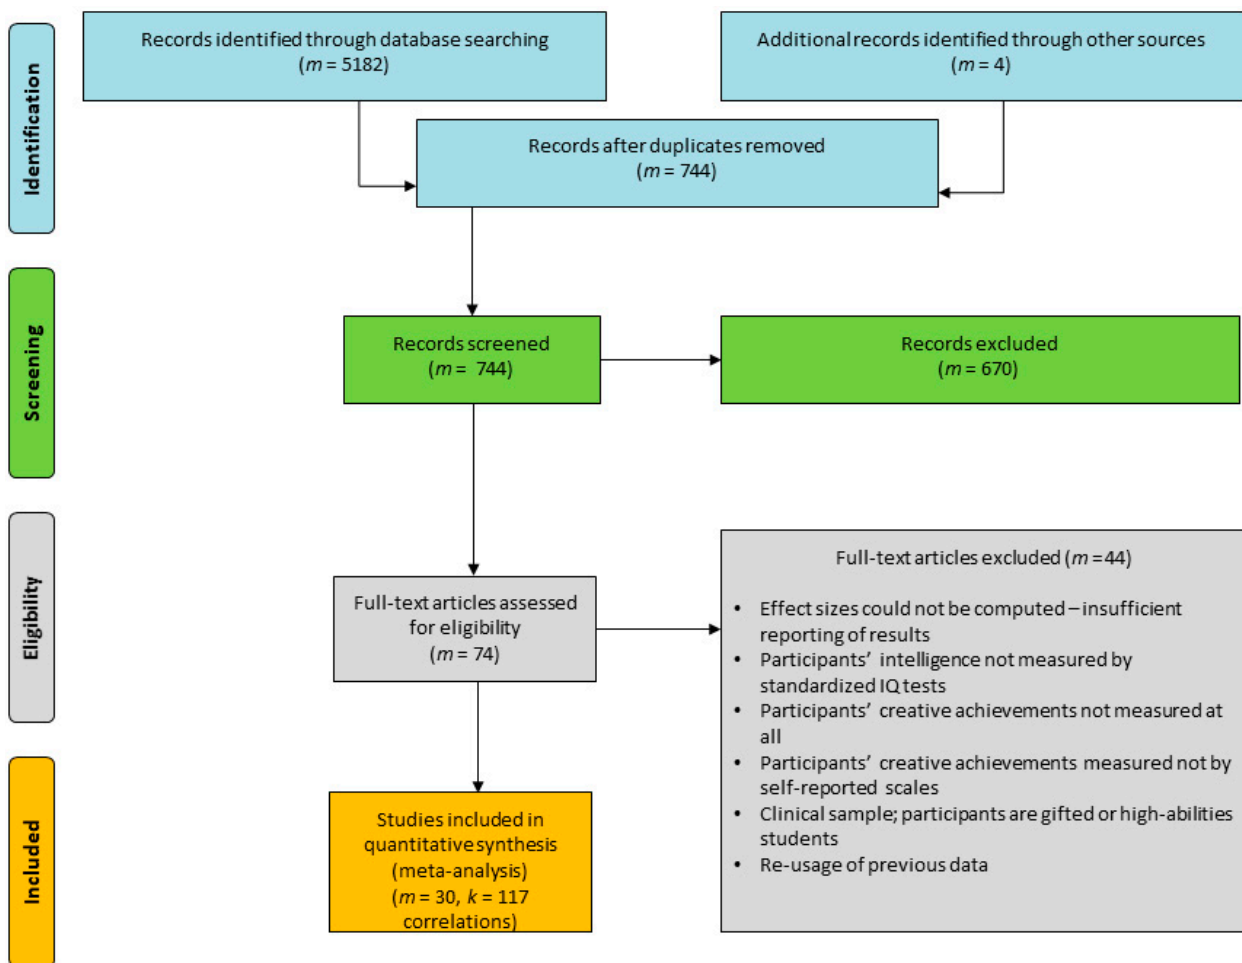 Identification
Records identified through database searching
(m = 5182)
Additional records identified through other sources
(m = 4)
Records after duplicates removed
(m = 744)
Screening
Records screened
(m = 744)
Records excluded
(m = 670)
Eligibility
Full-text articles assessed
for eligibility
(m = 74)
Full-text articles excluded (m =44)
• Effect sizes could not be computed – insufficient
reporting of results
• Participants’ intelligence not measured by
standardized IQ tests
• Participants’ creative achievements not measured at
all
• Participants’ creative achievements measured not by
self-reported scales
• Clinical sample; participants are gifted or high-abilities
students
• Re-usage of previous data
Included
Studies included in
quantitative synthesis
(meta-analysis)
(m = 30, k = 117
correlations)